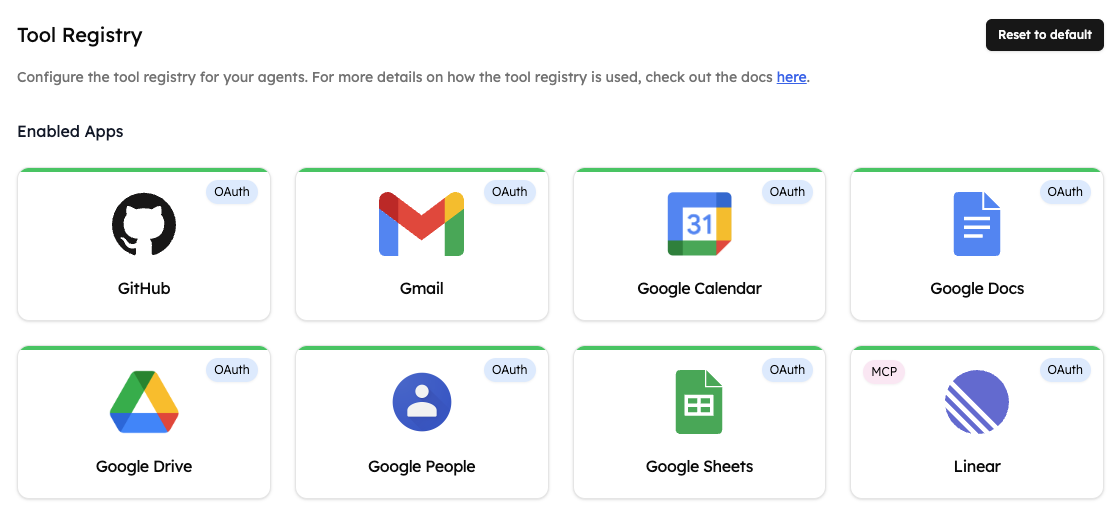 Tool Registry
Reset to default
Configure the tool registry for your agents. For more details on how the tool registry is used, check out the docs here.
Enabled Apps
OAuth
GitHub
OAuth
Gmail
OAuth
31
Google Calendar
OAuth
Google Docs
OAuth
Google Drive
OAuth
Google People
OAuth
Google Sheets
MCP
OAuth
Linear